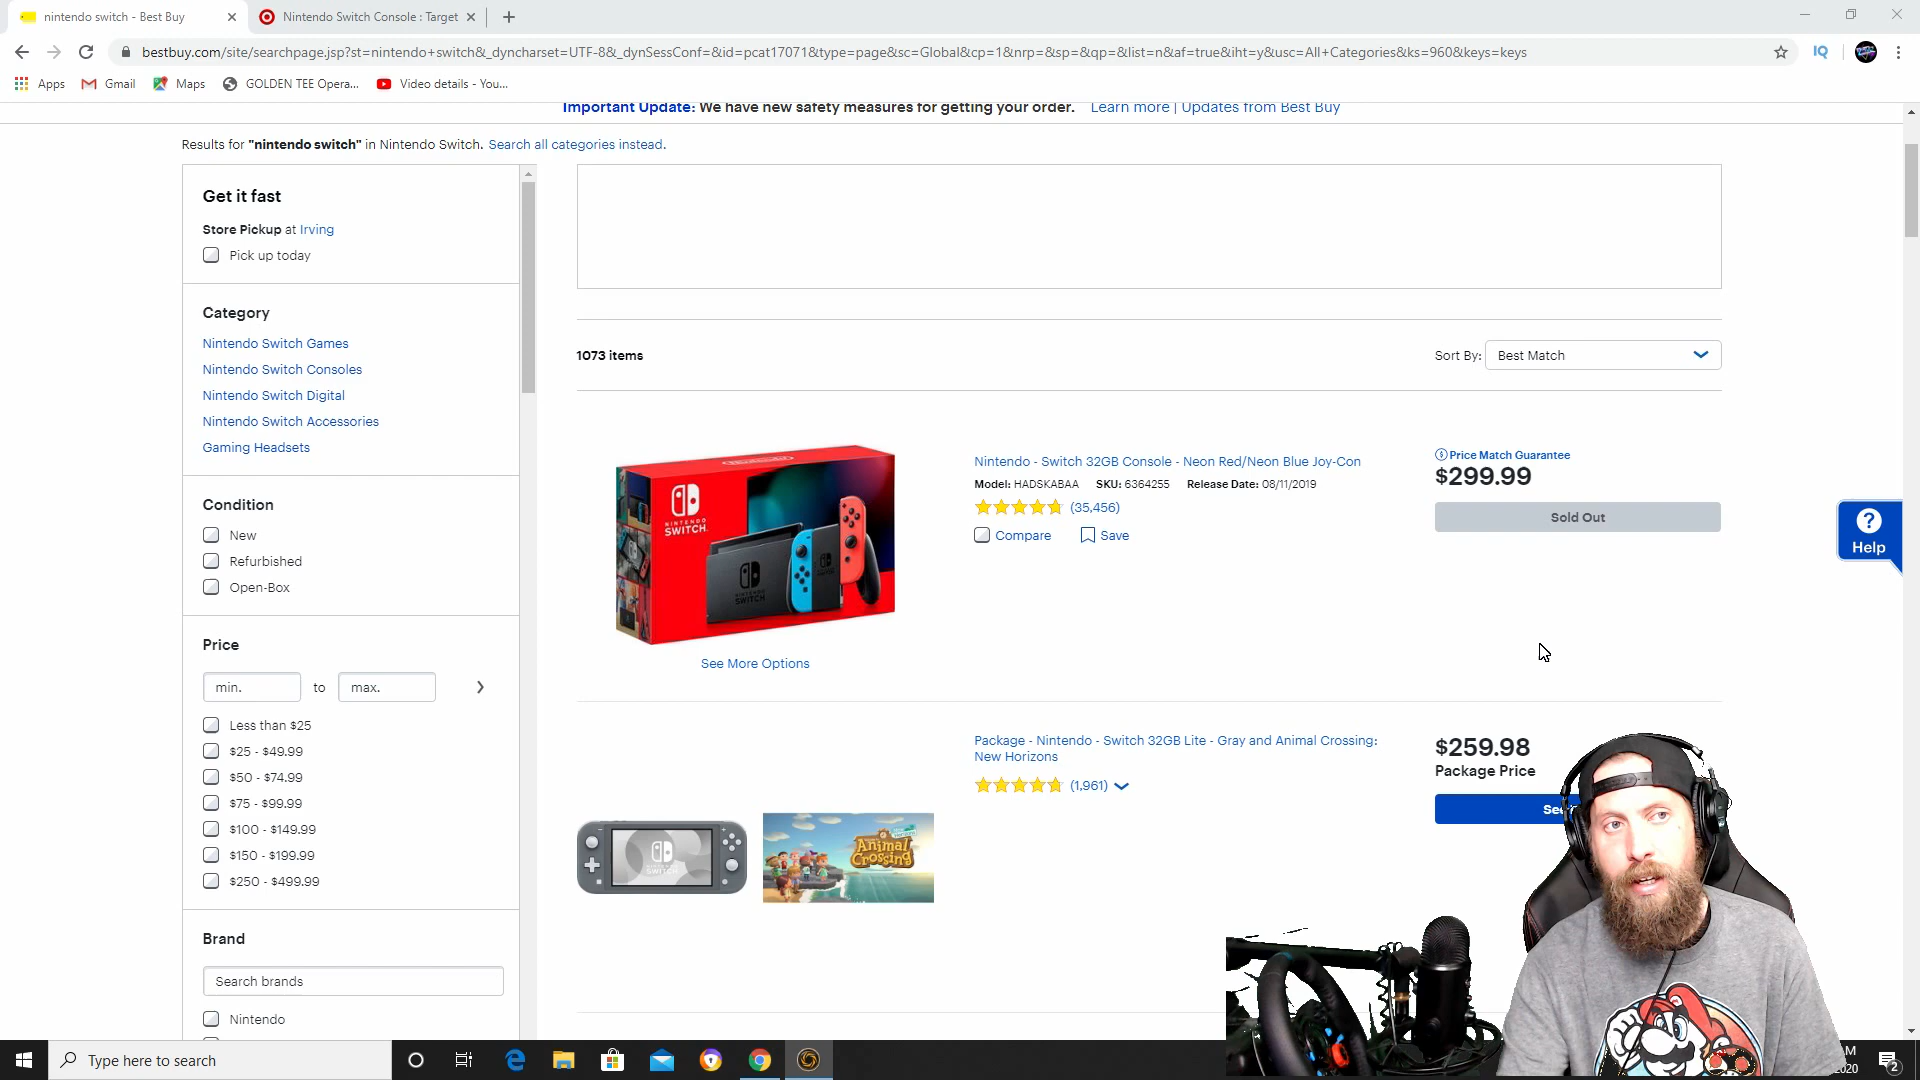 nintendo switch - Best Buy
Nintendo Switch Console : Target
bestbuy.com/site/searchpage.jsp?st=nintendo+switch&_dyncharset=UTF-8&_dynSessConf=&id=pcat17071&type=page&sc=Global&cp=1&nrp=&sp=&qp=&list=n&af=true&iht=y&usc=All+Categories&ks=960&keys=keys
IQ
Apps Gmail Maps GOLDEN TEE Opera... Video details - You...
Important Update: We have new safety measures for getting your order. Learn more | Updates from Best Buy
Results for "nintendo switch" in Nintendo Switch. Search all categories instead.
Get it fast
Store Pickup at Irving
Pick up today
Category
Nintendo Switch Games
Nintendo Switch Consoles
Nintendo Switch Digital
Nintendo Switch Accessories
Gaming Headsets
Condition
New
Refurbished
Open-Box
Price
min. to max.
Less than $25
$25 - $49.99
$50 - $74.99
$75 - $99.99
$100 - $149.99
$150 - $199.99
$250 - $499.99
Brand
Search brands
Nintendo
1073 items
Sort By: Best Match
NINTENDO
SWITCH.
See More Options
Nintendo - Switch 32GB Console - Neon Red/Neon Blue Joy-Con
Model: HADSKABAA SKU: 6364255 Release Date: 08/11/2019
(35,456)
Compare Save
Price Match Guarantee
$299.99
Sold Out
Help
Package - Nintendo - Switch 32GB Lite - Gray and Animal Crossing:
New Horizons
(1,961)
$259.98
Package Price
Animal
Crossing
Type here to search
M
2020
2